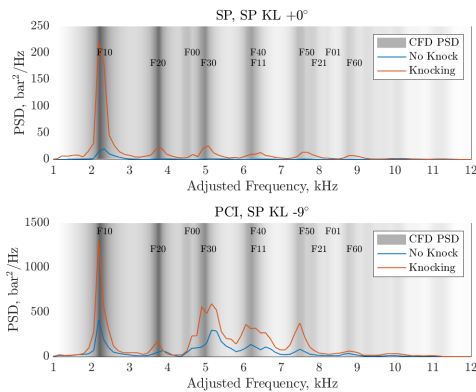 SP, SP KL +0°
250
200
150
100
50
0
PSD, bar²/Hz
F10
F20
F00
F30
F40
F11
F50
F21
F01
F60
CFD PSD
No Knock
Knocking
1 2 3 4 5 6 7 8 9 10 11 12
Adjusted Frequency, kHz
PCI, SP KL -9°
1500
1000
500
0
PSD, bar²/Hz
F10
F20
F00
F30
F40
F11
F50
F21
F01
F60
CFD PSD
No Knock
Knocking
1 2 3 4 5 6 7 8 9 10 11 12
Adjusted Frequency, kHz